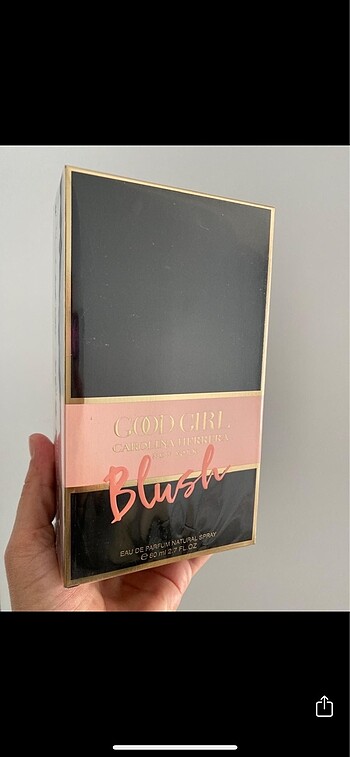 GOOD GIRL
CAROLINA HERRERA
Blush
EAU DE PARFUM NATURAL SPRAY
℮ 80 ml 2.7 FL. OZ